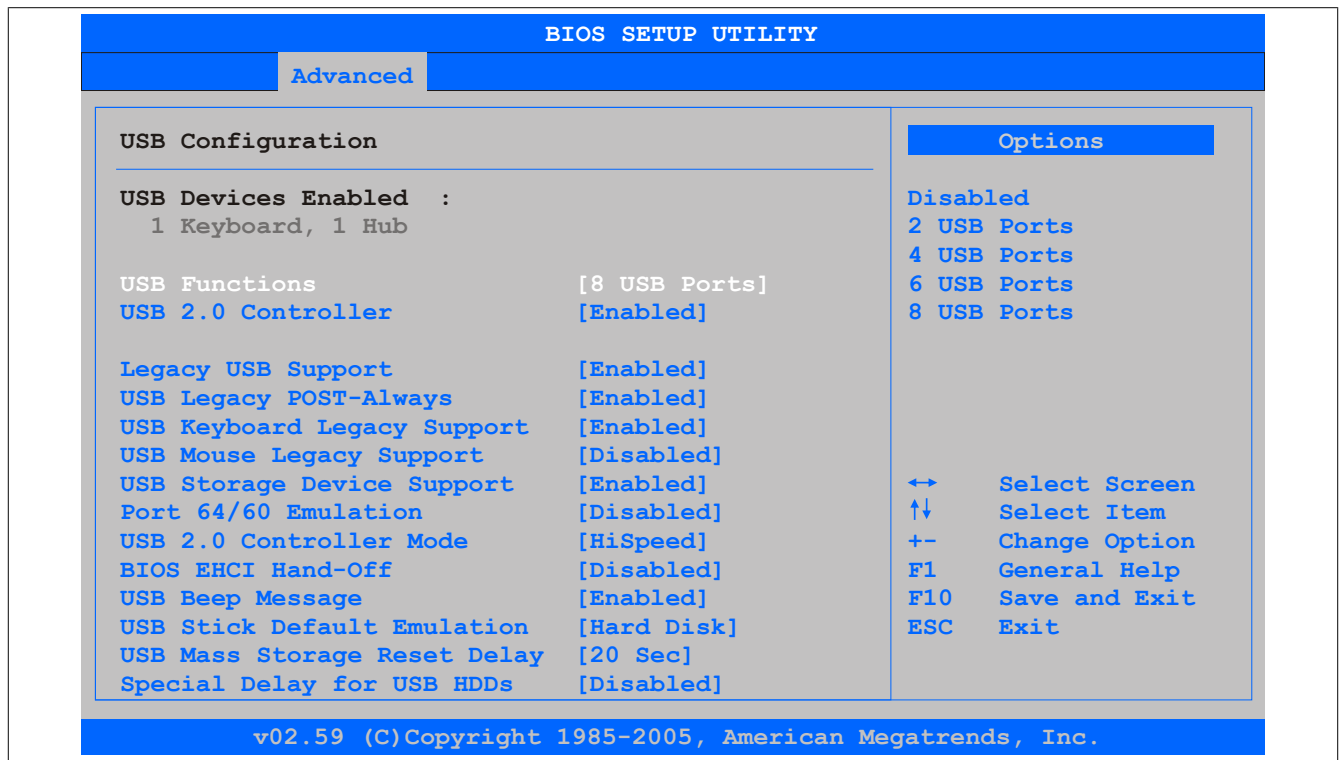 BIOS SETUP UTILITY
Advanced
USB Configuration
USB Devices Enabled :
1 Keyboard, 1 Hub
USB Functions [8 USB Ports]
USB 2.0 Controller [Enabled]
Legacy USB Support [Enabled]
USB Legacy POST-Always [Enabled]
USB Keyboard Legacy Support [Enabled]
USB Mouse Legacy Support [Disabled]
USB Storage Device Support [Enabled]
Port 64/60 Emulation [Disabled]
USB 2.0 Controller Mode [HiSpeed]
BIOS EHCI Hand-Off [Disabled]
USB Beep Message [Enabled]
USB Stick Default Emulation [Hard Disk]
USB Mass Storage Reset Delay [20 Sec]
Special Delay for USB HDDs [Disabled]
Options
Disabled
2 USB Ports
4 USB Ports
6 USB Ports
8 USB Ports
↔ Select Screen
↑↓ Select Item
+- Change Option
F1 General Help
F10 Save and Exit
ESC Exit
v02.59 (C)Copyright 1985-2005, American Megatrends, Inc.